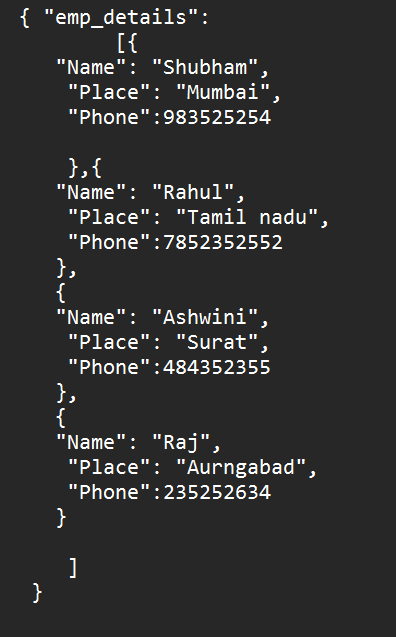 { "emp_details":
[{
"Name": "Shubham",
"Place": "Mumbai",
"Phone":983525254
},{
"Name": "Rahul",
"Place": "Tamil nadu",
"Phone":7852352552
},
{
"Name": "Ashwini",
"Place": "Surat",
"Phone":484352355
},
{
"Name": "Raj",
"Place": "Aurngabad",
"Phone":235252634
}
]
}